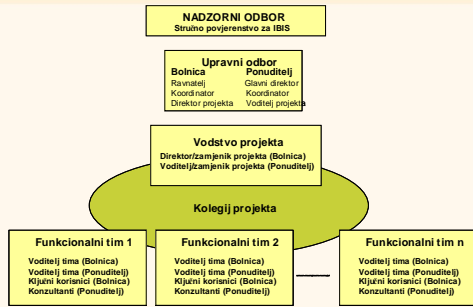 NADZORNI ODBOR
Stručno povjerenstvo za IBIS
Upravni odbor
Bolnica Ponuditelj
Ravnatelj Glavni direktor
Koordinator Koordinator
Direktor projekta Voditelj projekta
Vodstvo projekta
Direktor/zamjenik projekta (Bolnica)
Voditelj/zamjenik projekta (Ponuditelj)
Kolegij projekta
Funkcionalni tim 1
Voditelj tima (Bolnica)
Voditelj tima (Ponuditelj)
Ključni korisnici (Bolnica)
Konzultanti (Ponuditelj)
Funkcionalni tim 2
Voditelj tima (Bolnica)
Voditelj tima (Ponuditelj)
Ključni korisnici (Bolnica)
Konzultanti (Ponuditelj)
Funkcionalni tim n
Voditelj tima (Bolnica)
Voditelj tima (Ponuditelj)
Ključni korisnici (Bolnica)
Konzultanti (Ponuditelj)